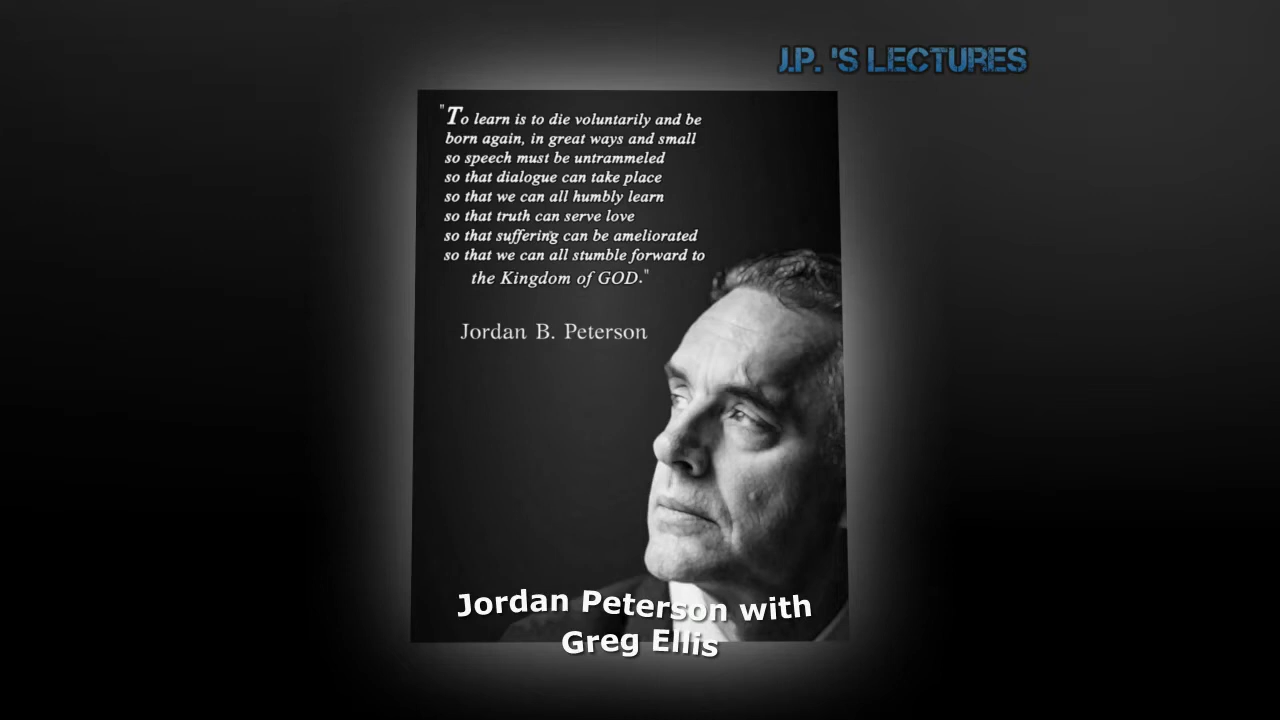 J.P. 'S LECTURES
"To learn is to die voluntarily and be
born again, in great ways and small
so speech must be untrammeled
so that dialogue can take place
so that we can all humbly learn
so that truth can serve love
so that suffering can be ameliorated
so that we can all stumble forward to
the Kingdom of GOD."
Jordan B. Peterson
Jordan Peterson with
Greg Ellis